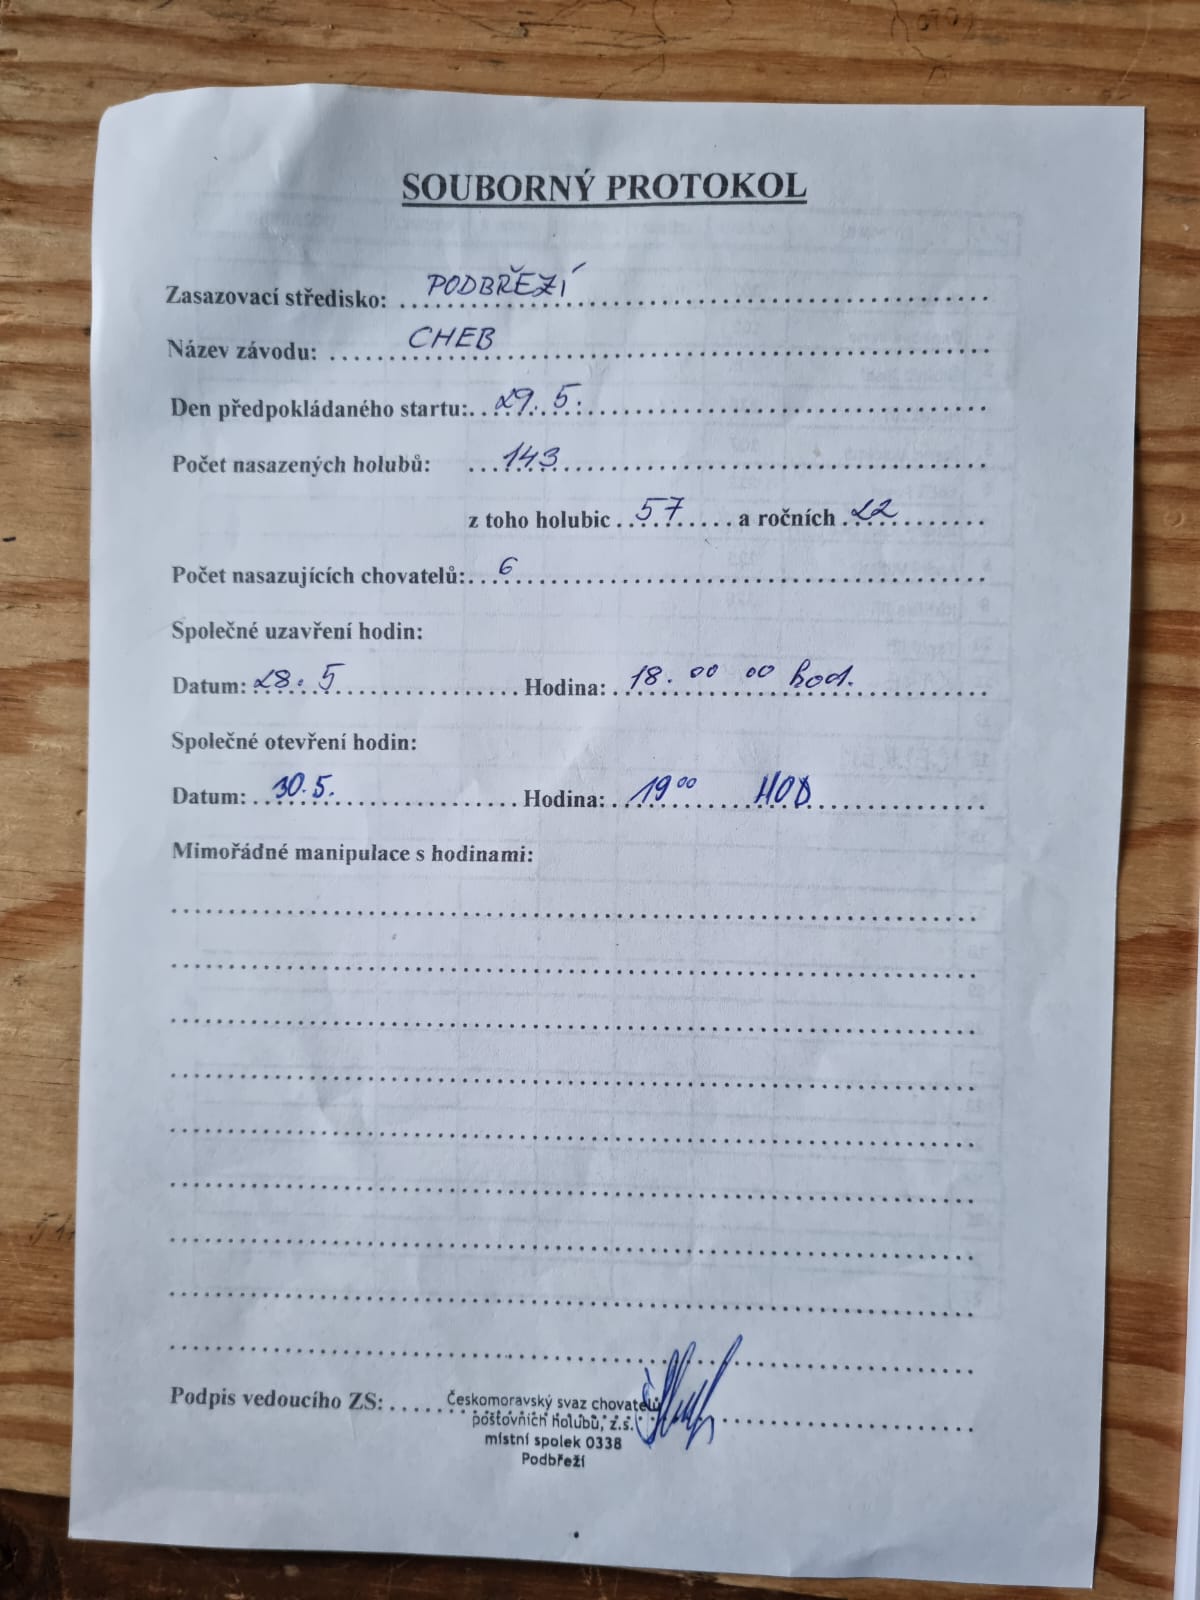 SOUBORNÝ PROTOKOL
Zasazovací středisko: PODBŘEZÍ
Název závodu: CHEB
Den předpokládaného startu: 29. 5.
Počet nasazených holubů: 143
z toho holubic 57 a ročních 22
Počet nasazujících chovatelů: 6
Společné uzavření hodin:
Datum: 28. 5 Hodina: 18. 00 00 hod.
Společné otevření hodin:
Datum: 30.5. Hodina: 19 00 HOD
Mimořádné manipulace s hodinami:
Podpis vedoucího ZS:
Českomoravský svaz chovatelů
poštovních holubů, z.s.
místní spolek 0338
Podbřeží